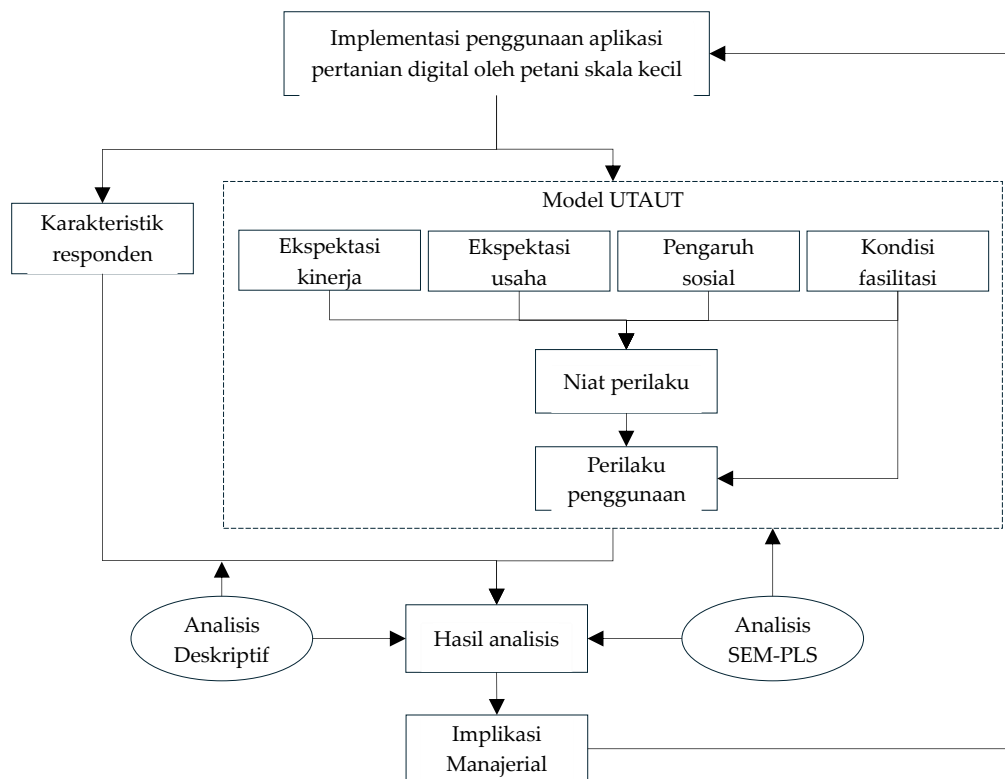 Implementasi penggunaan aplikasi
pertanian digital oleh petani skala kecil
Karakteristik
responden
Model UTAUT
Ekspektasi
kinerja
Ekspektasi
usaha
Pengaruh
sosial
Kondisi
fasilitasi
Niat perilaku
Perilaku
penggunaan
Analisis
Deskriptif
Hasil analisis
Analisis
SEM-PLS
Implikasi
Manajerial